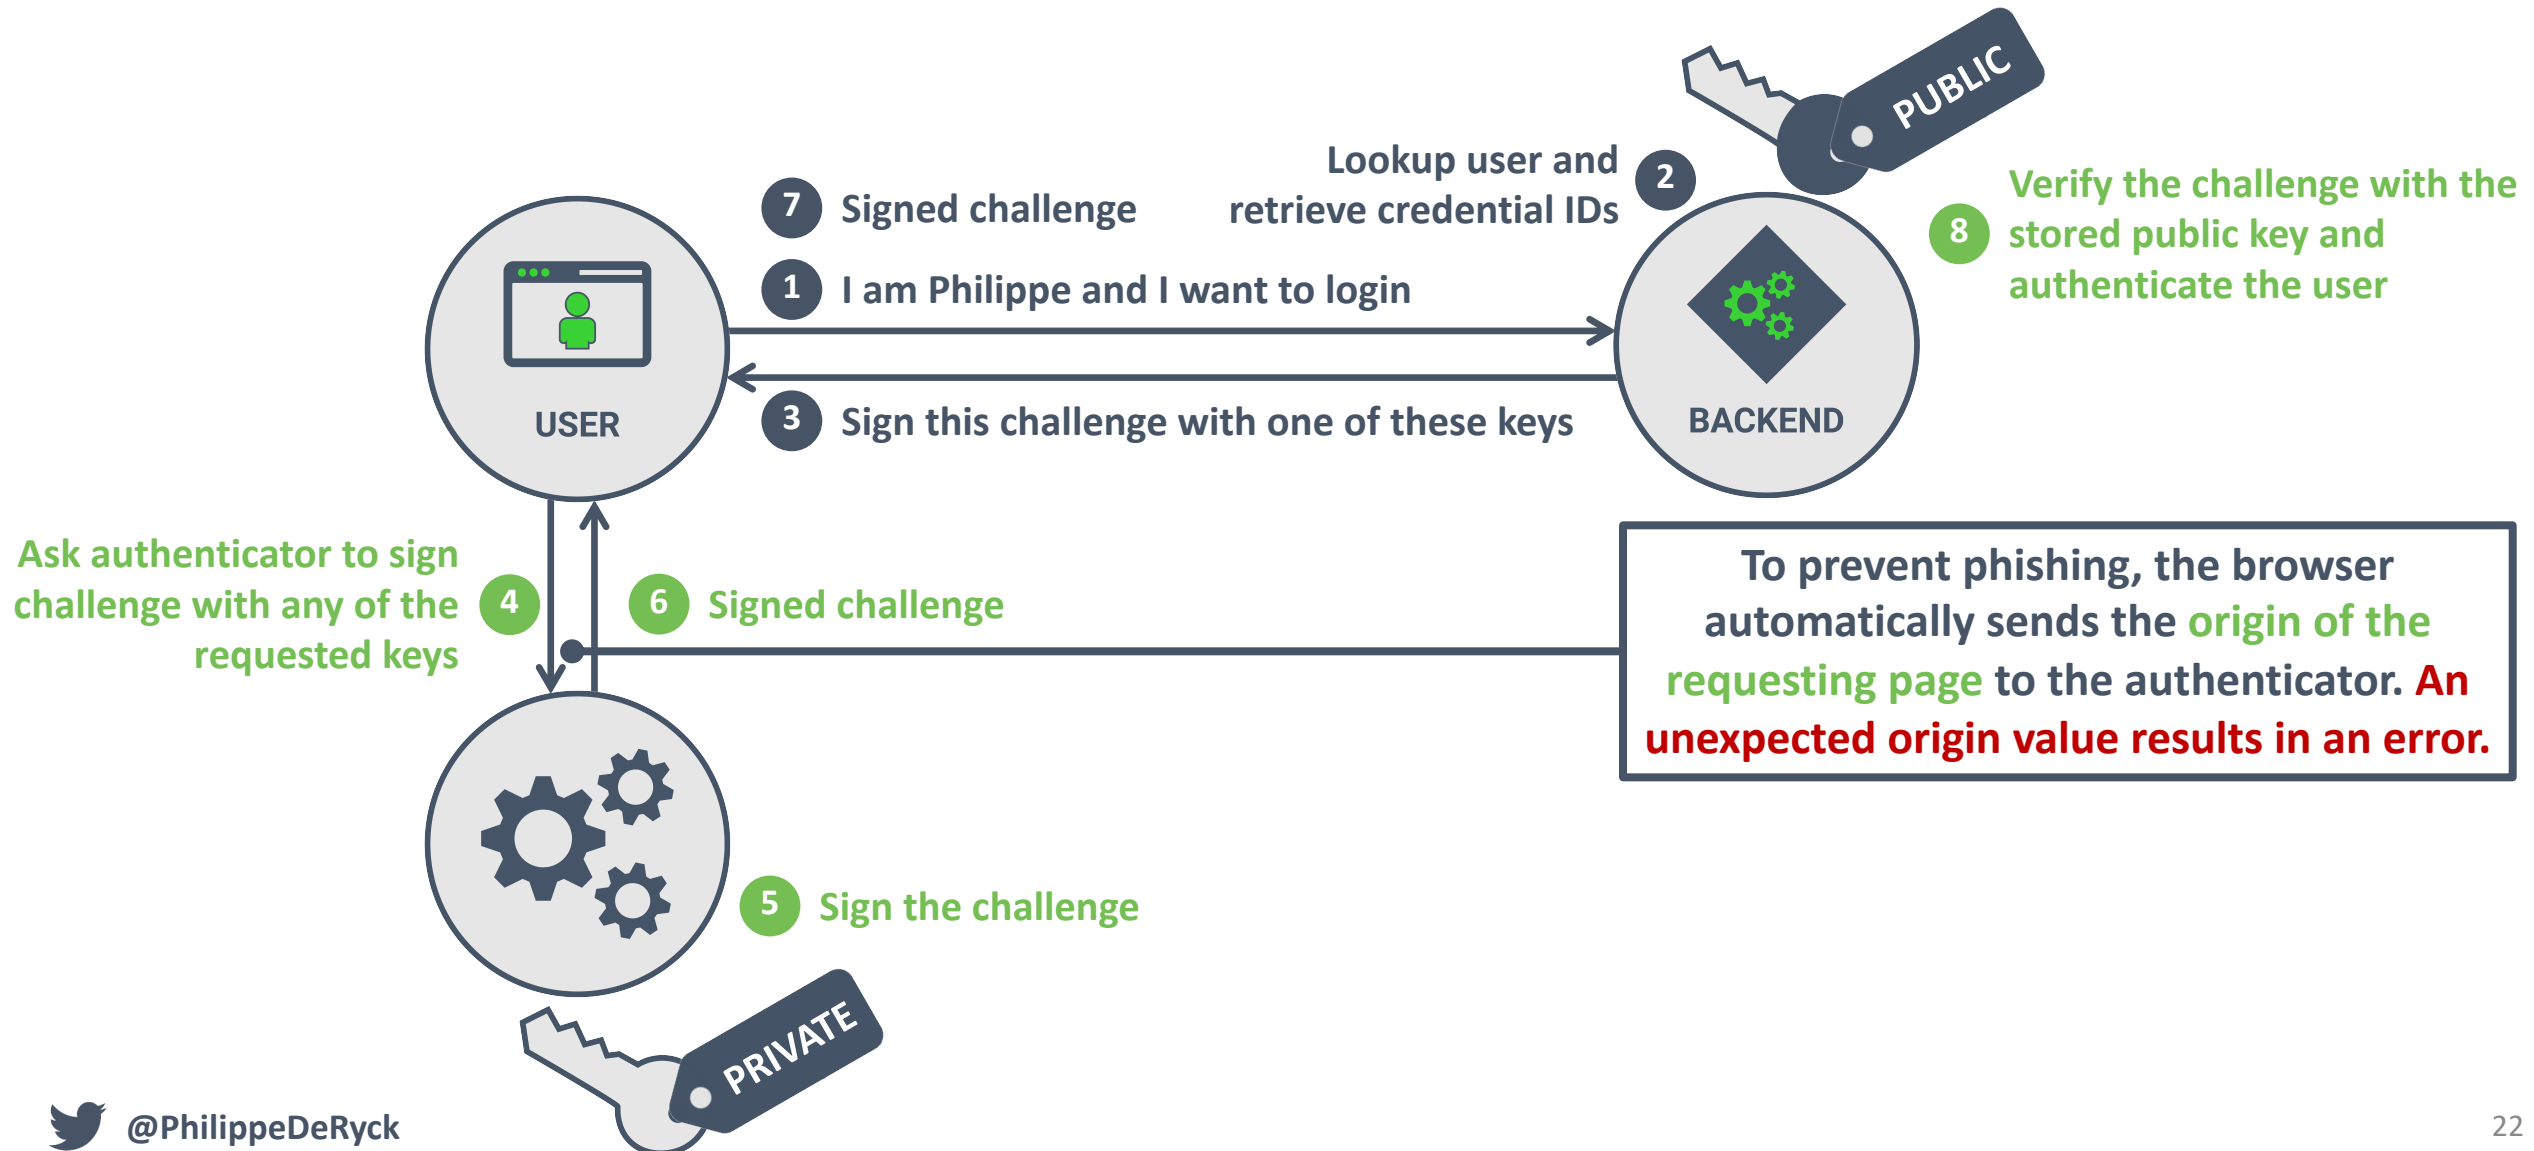 PUBLIC
Lookup user and
retrieve credential IDs
2
7 Signed challenge
Verify the challenge with the
8 stored public key and
authenticate the user
1 I am Philippe and I want to login
USER
3 Sign this challenge with one of these keys
BACKEND
Ask authenticator to sign
challenge with any of the
requested keys
4
6 Signed challenge
To prevent phishing, the browser
automatically sends the origin of the
requesting page to the authenticator. An
unexpected origin value results in an error.
5 Sign the challenge
PRIVATE
@PhilippeDeRyck
22